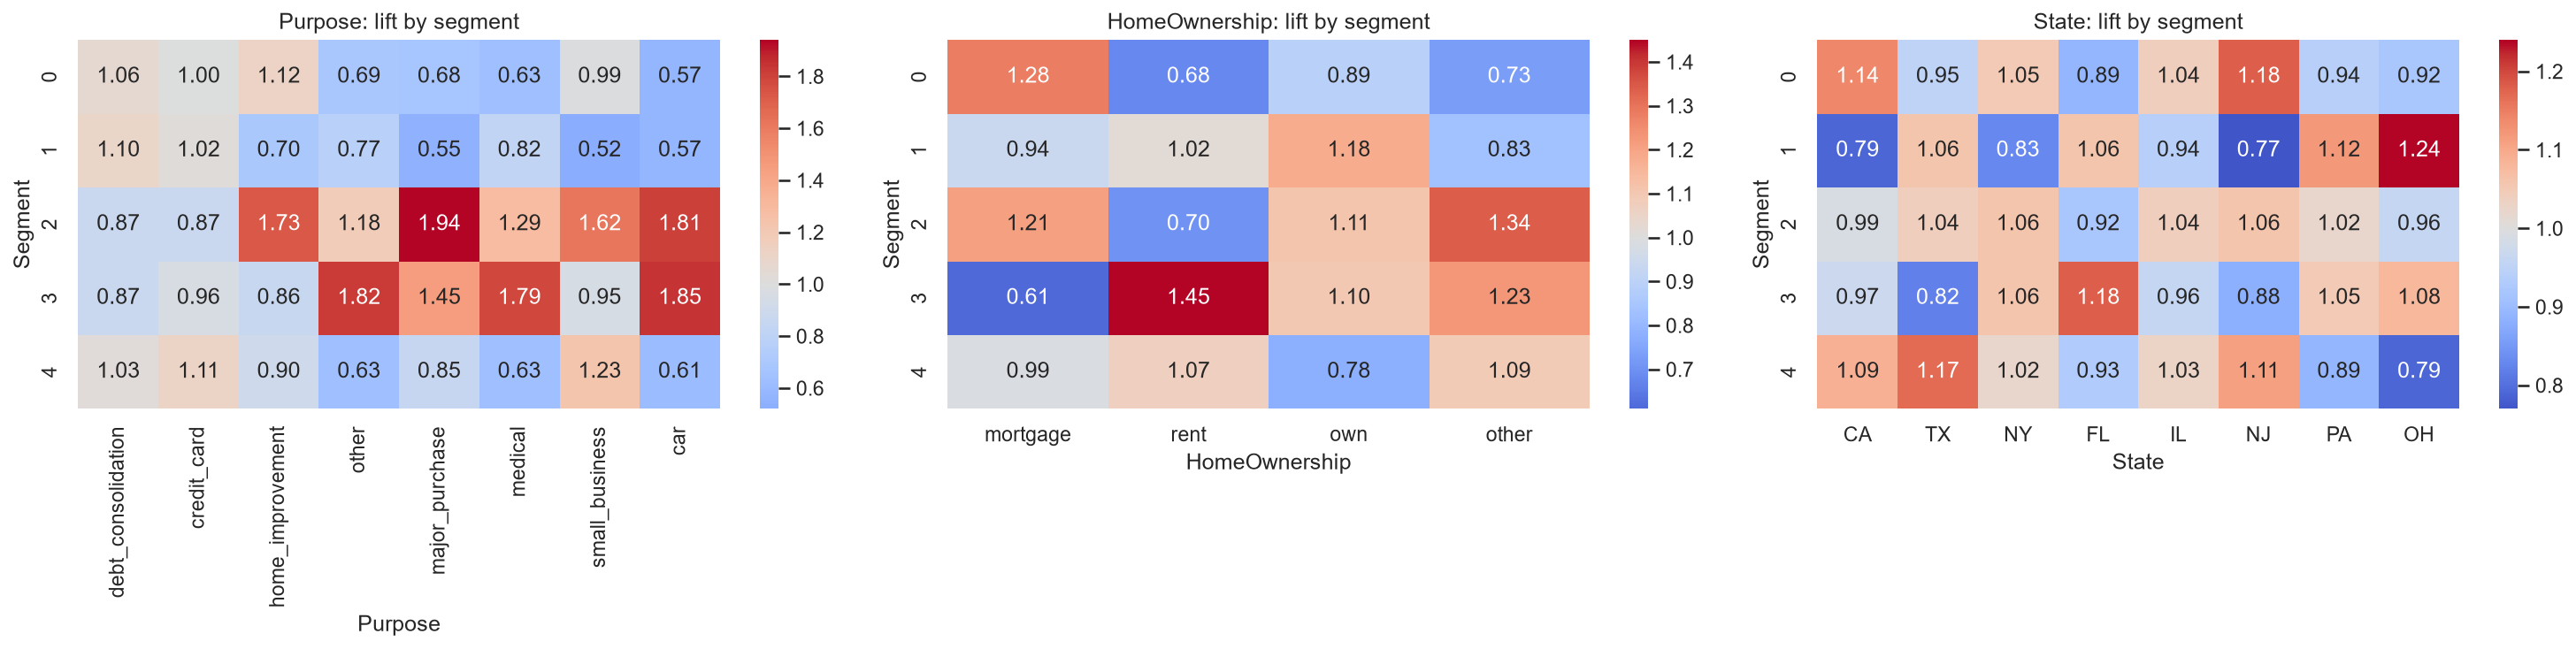 Purpose: lift by segment
Segment
0 1.06 1.00 1.12 0.69 0.68 0.63 0.99 0.57
1 1.10 1.02 0.70 0.77 0.55 0.82 0.52 0.57
2 0.87 0.87 1.73 1.18 1.94 1.29 1.62 1.81
3 0.87 0.96 0.86 1.82 1.45 1.79 0.95 1.85
4 1.03 1.11 0.90 0.63 0.85 0.63 1.23 0.61
debt_consolidation credit_card home_improvement other major_purchase medical small_business car
Purpose
1.8
1.6
1.4
1.2
1.0
0.8
0.6
HomeOwnership: lift by segment
Segment
0 1.28 0.68 0.89 0.73
1 0.94 1.02 1.18 0.83
2 1.21 0.70 1.11 1.34
3 0.61 1.45 1.10 1.23
4 0.99 1.07 0.78 1.09
mortgage rent own other
HomeOwnership
1.4
1.3
1.2
1.1
1.0
0.9
0.8
0.7
State: lift by segment
Segment
0 1.14 0.95 1.05 0.89 1.04 1.18 0.94 0.92
1 0.79 1.06 0.83 1.06 0.94 0.77 1.12 1.24
2 0.99 1.04 1.06 0.92 1.04 1.06 1.02 0.96
3 0.97 0.82 1.06 1.18 0.96 0.88 1.05 1.08
4 1.09 1.17 1.02 0.93 1.03 1.11 0.89 0.79
CA TX NY FL IL NJ PA OH
State
1.2
1.1
1.0
0.9
0.8